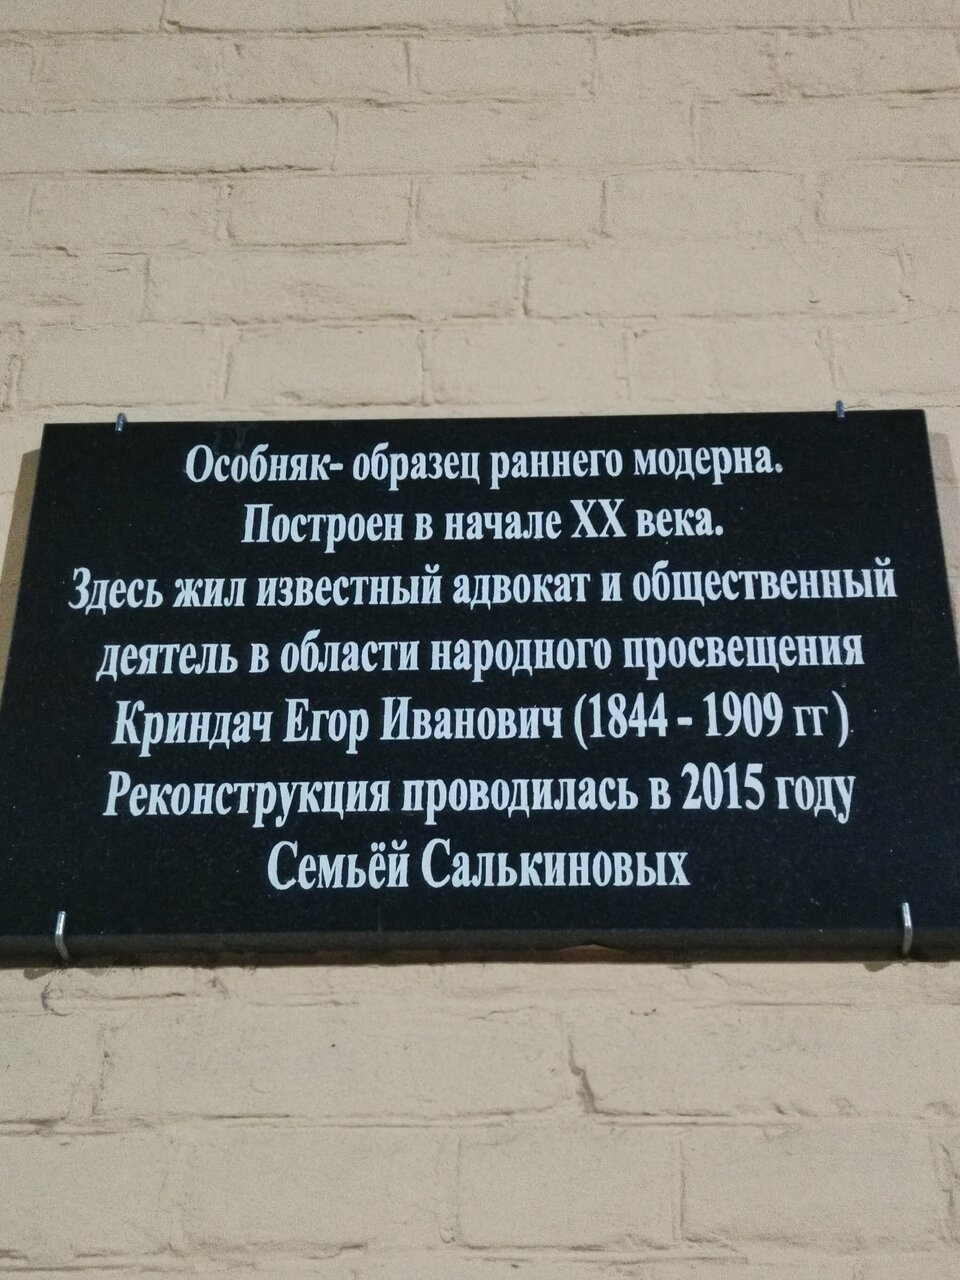 Особняк- образец раннего модерна.
Построен в начале XX века.
Здесь жил известный адвокат и общественный
деятель в области народного просвещения
Криндач Егор Иванович (1844 - 1909 гг )
Реконструкция проводилась в 2015 году
Семьёй Салькиновых